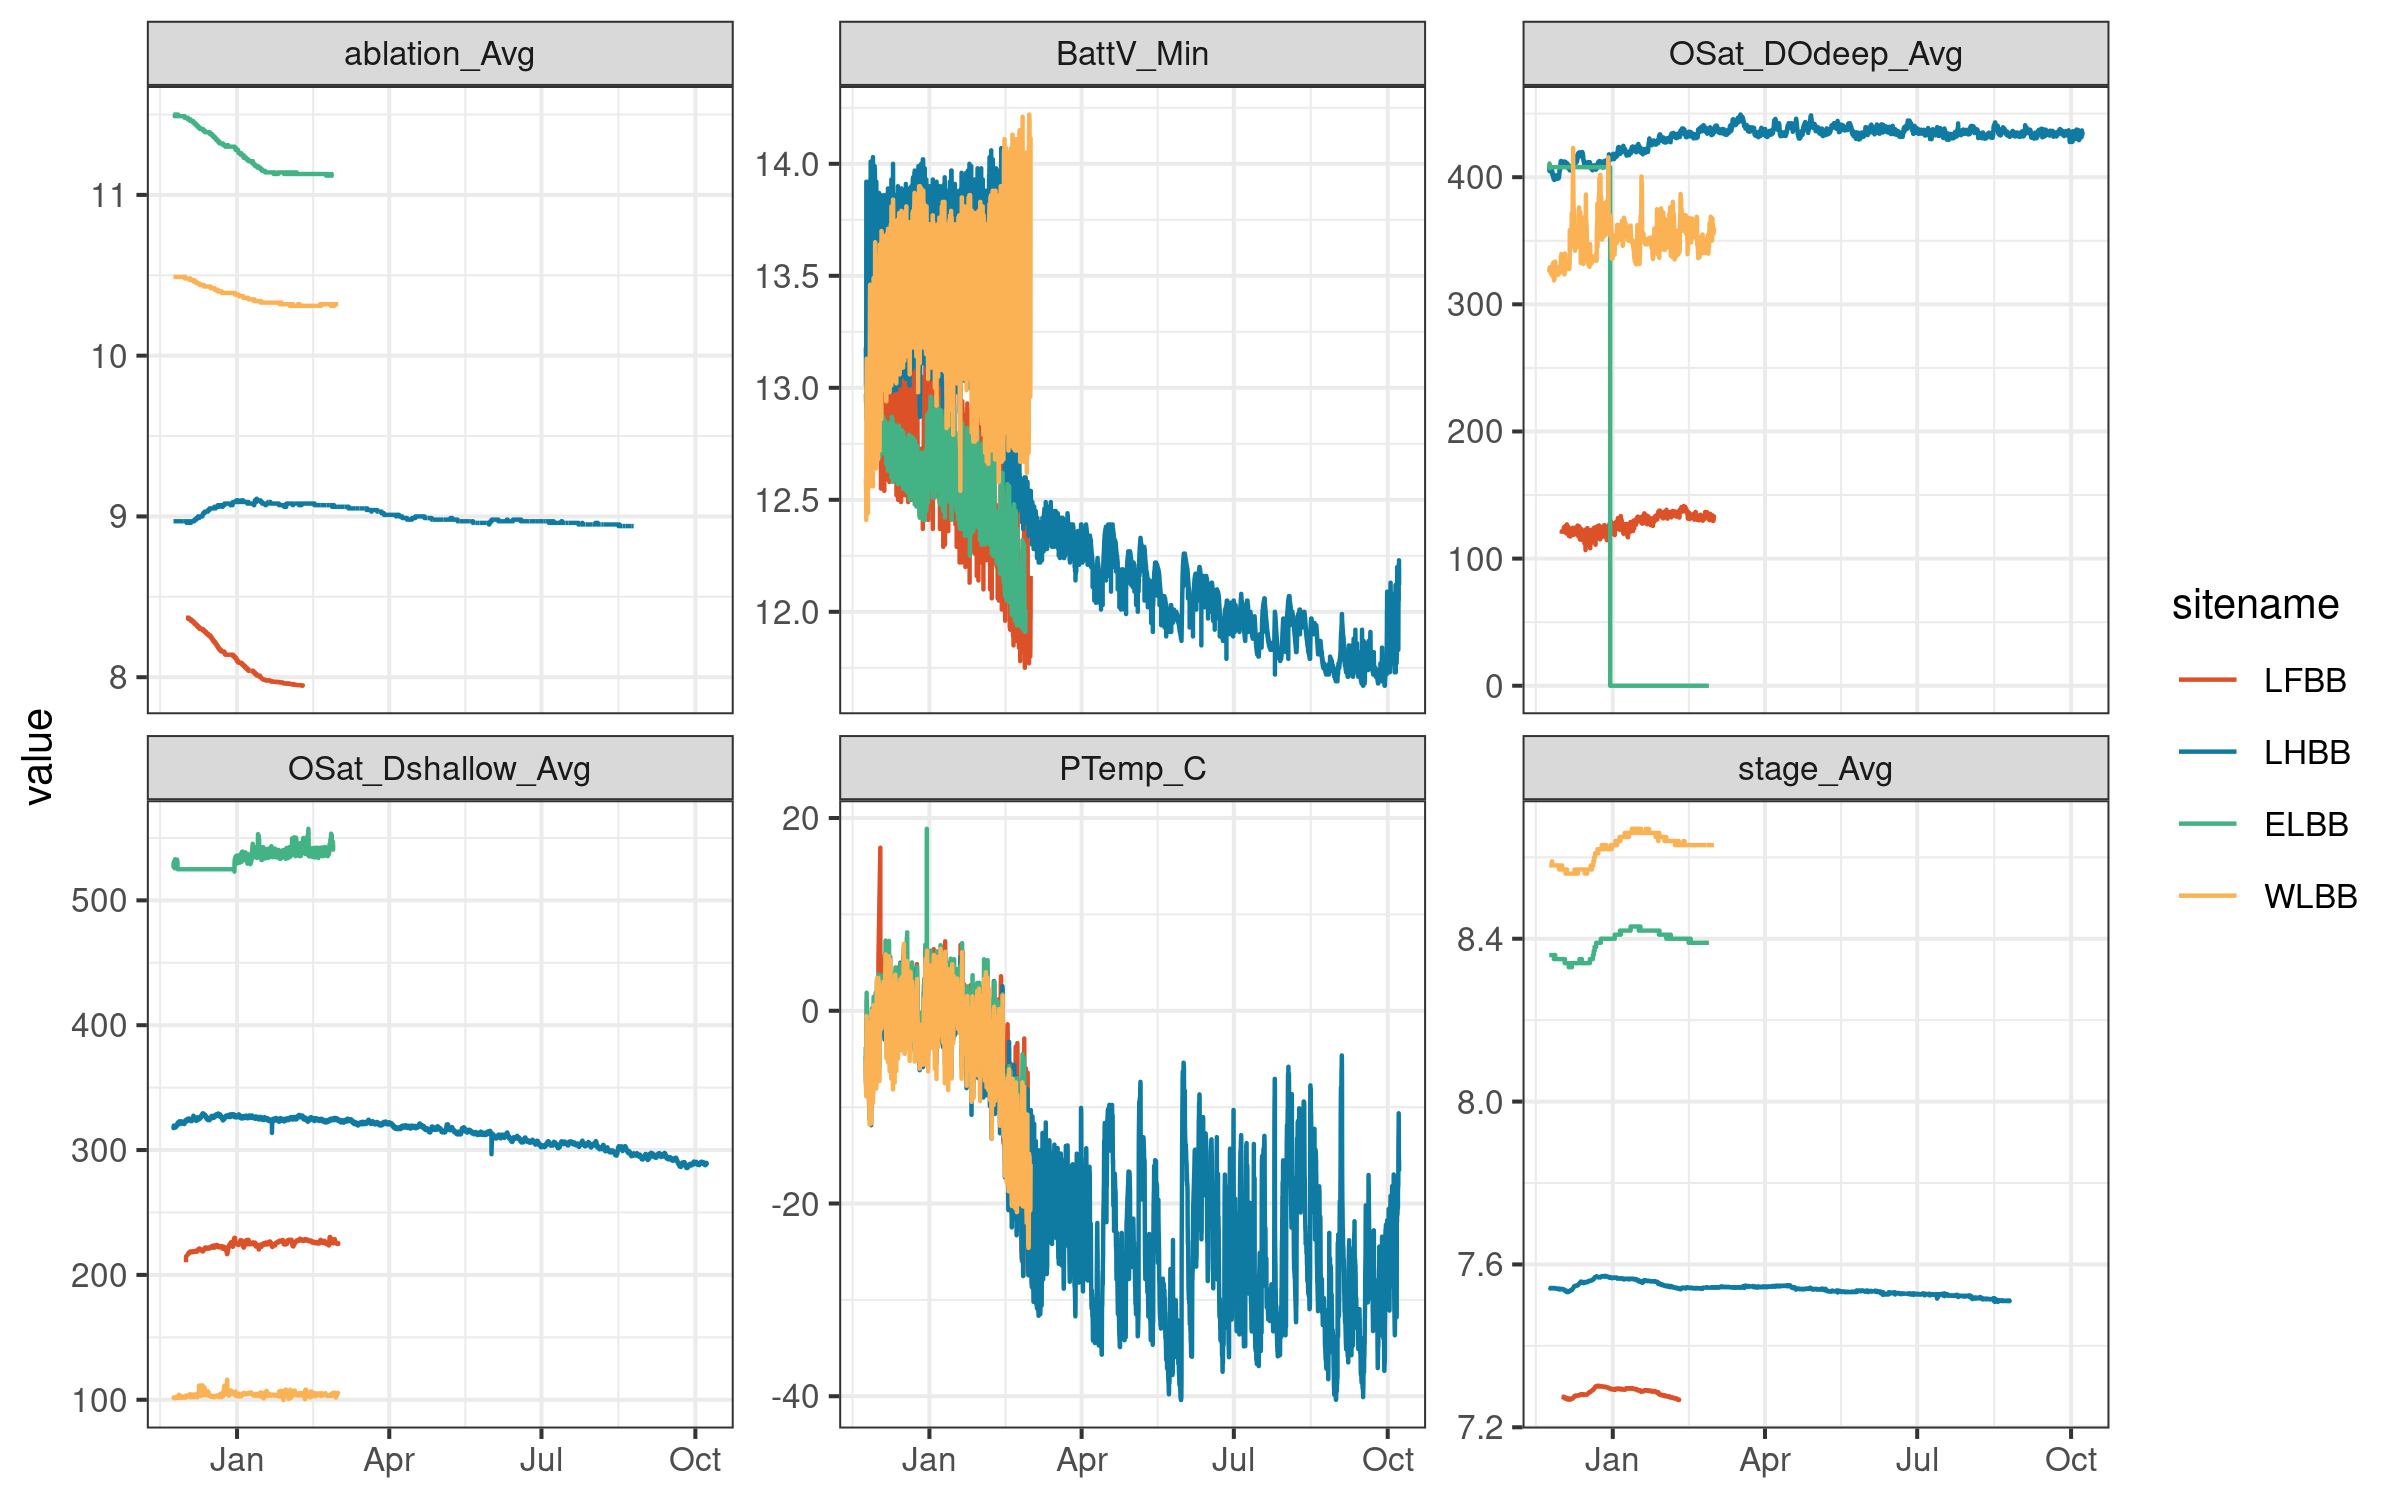 ablation_Avg
BattV_Min
OSat_DOdeep_Avg
11
10
9
8
14.0
13.5
13.0
12.5
12.0
400
300
200
100
0
value
OSat_Dshallow_Avg
PTemp_C
stage_Avg
500
400
300
200
100
20
0
-20
-40
8.4
8.0
7.6
7.2
Jan Apr Jul Oct
Jan Apr Jul Oct
Jan Apr Jul Oct
sitename
LFBB
LHBB
ELBB
WLBB